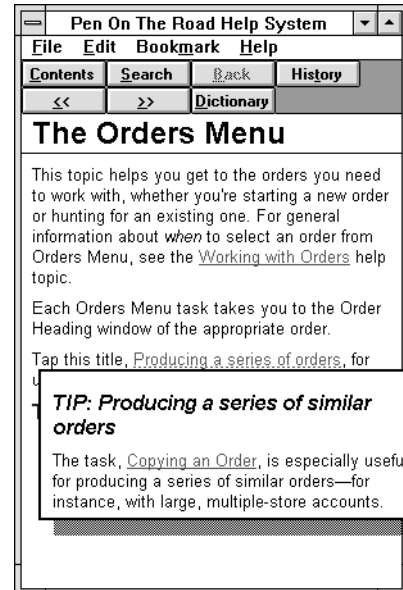 Pen On The Road Help System
File Edit Bookmark Help
Contents Search Back History
<< >> Dictionary
The Orders Menu
This topic helps you get to the orders you need
to work with, whether you're starting a new order
or hunting for an existing one. For general
information about when to select an order from
Orders Menu, see the Working with Orders help
topic.
Each Orders Menu task takes you to the Order
Heading window of the appropriate order.
Tap this title, Producing a series of orders, for
TIP: Producing a series of similar
orders
The task, Copying an Order, is especially usefu
for producing a series of similar orders—for
instance, with large, multiple-store accounts.